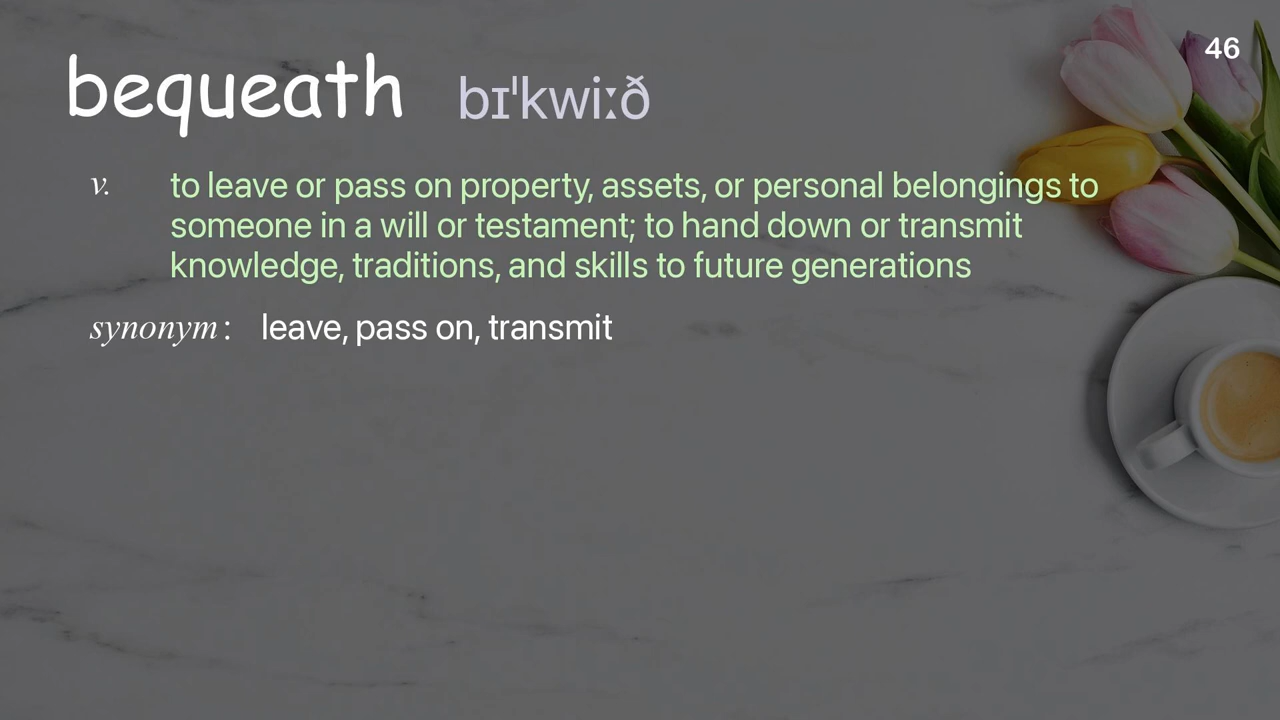 46
bequeath bɪˈkwiːð
v. to leave or pass on property, assets, or personal belongings to
someone in a will or testament; to hand down or transmit
knowledge, traditions, and skills to future generations
synonym : leave, pass on, transmit